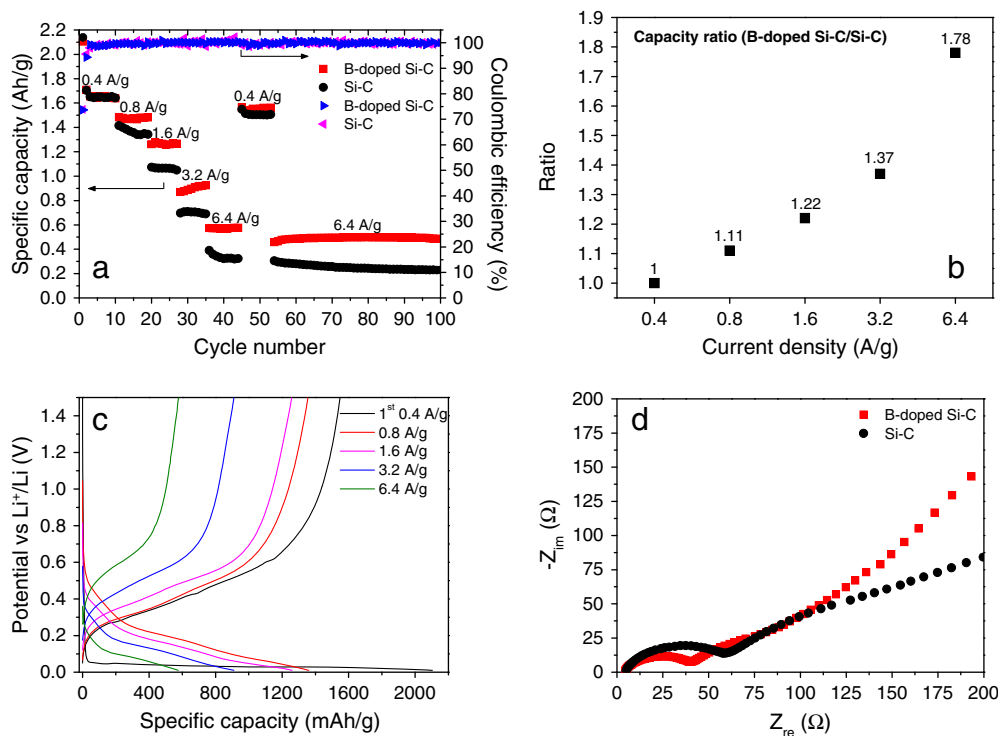 a
2.2
2.0
1.8
1.6
1.4
1.2
1.0
0.8
0.6
0.4
0.2
0.0
Specific capacity (Ah/g)
0 10 20 30 40 50 60 70 80 90 100
Cycle number
100
90
80
70
60
50
40
30
20
10
0
Coulombic efficiency (%)
0.4 A/g
0.8 A/g
1.6 A/g
3.2 A/g
6.4 A/g
0.4 A/g
6.4 A/g
B-doped Si-C
Si-C
B-doped Si-C
Si-C
b
Capacity ratio (B-doped Si-C/Si-C)
1.9
1.8
1.7
1.6
1.5
1.4
1.3
1.2
1.1
1.0
Ratio
1
1.11
1.22
1.37
1.78
0.4 0.8 1.6 3.2 6.4
Current density (A/g)
c
1.4
1.2
1.0
0.8
0.6
0.4
0.2
0.0
Potential vs Li⁺/Li (V)
1st 0.4 A/g
0.8 A/g
1.6 A/g
3.2 A/g
6.4 A/g
0 400 800 1200 1600 2000
Specific capacity (mAh/g)
d
B-doped Si-C
Si-C
200
175
150
125
100
75
50
25
0
-Zim (Ω)
0 25 50 75 100 125 150 175 200
Zre (Ω)